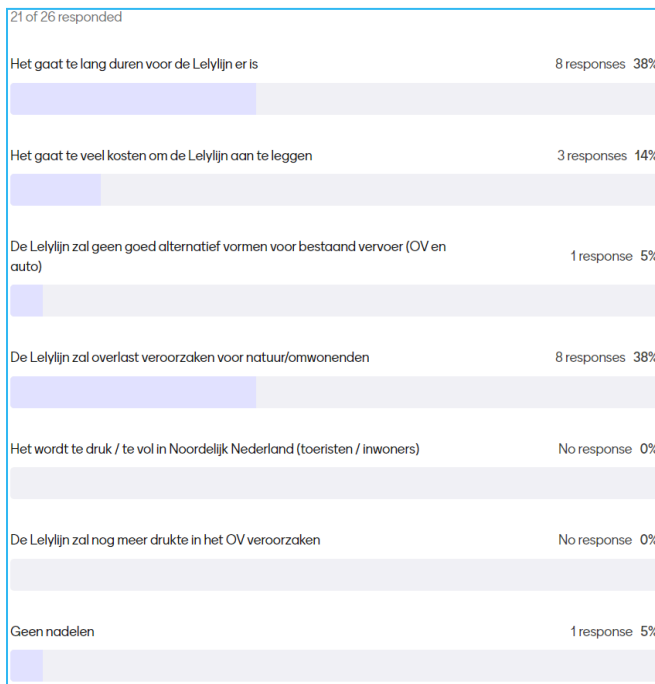 21 of 26 responded
Het gaat te lang duren voor de Lelylijn er is 8 responses 38%
Het gaat te veel kosten om de Lelylijn aan te leggen 3 responses 14%
De Lelylijn zal geen goed alternatief vormen voor bestaand vervoer (OV en
auto) 1 response 5%
De Lelylijn zal overlast veroorzaken voor natuur/omwonenden 8 responses 38%
Het wordt te druk / te vol in Noordelijk Nederland (toeristen / inwoners) No response 0%
De Lelylijn zal nog meer drukte in het OV veroorzaken No response 0%
Geen nadelen 1 response 5%